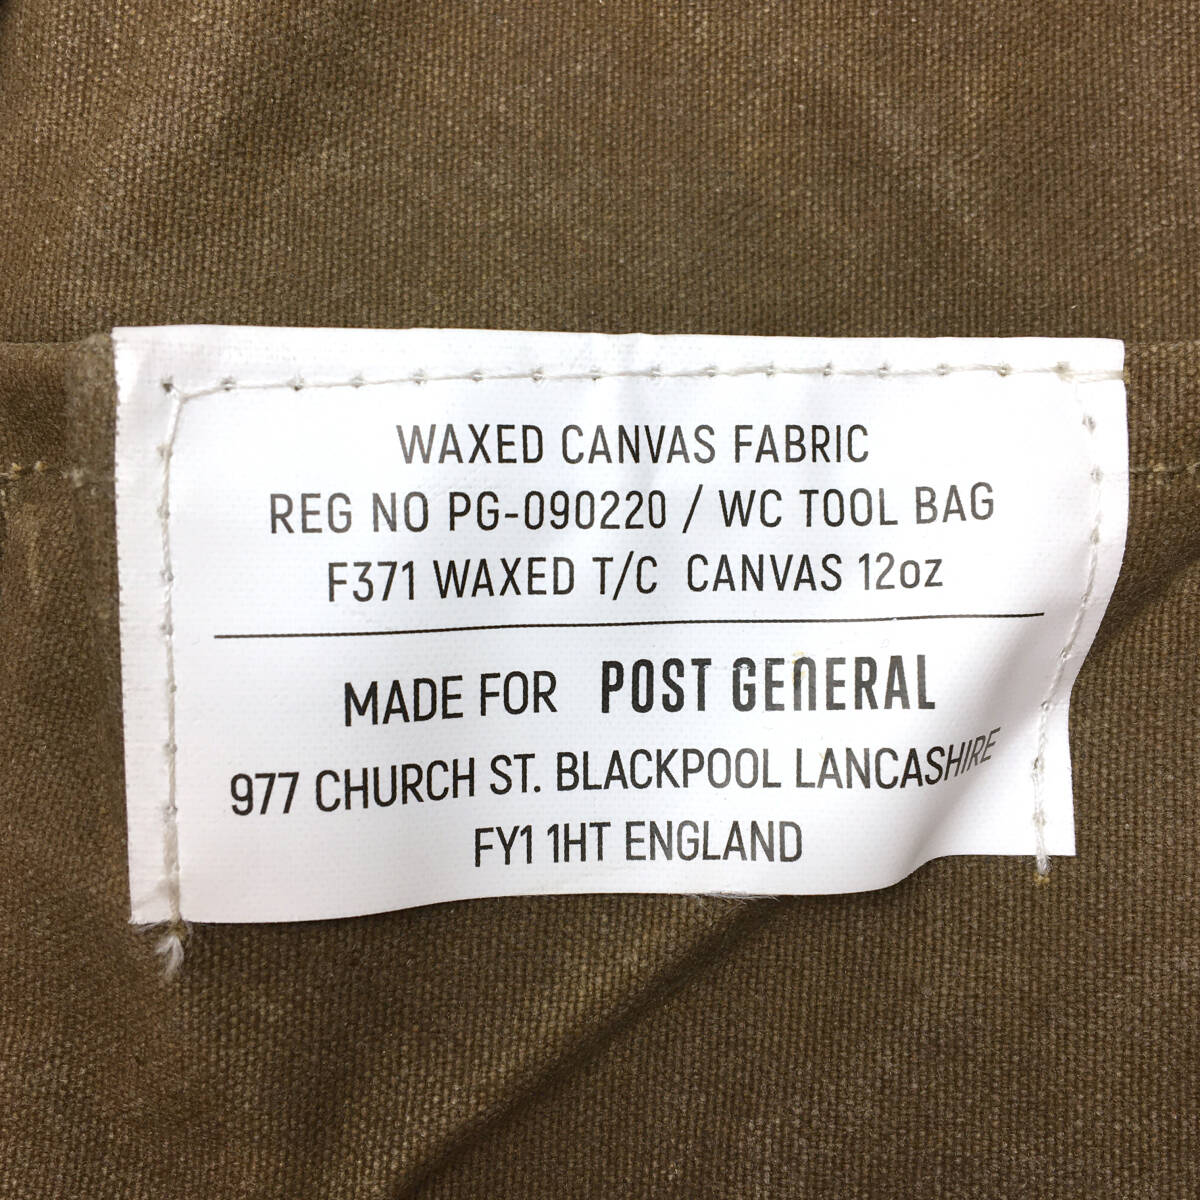 WAXED CANVAS FABRIC
REG NO PG-090220 / WC TOOL BAG
F371 WAXED T/C CANVAS 12oz
MADE FOR POST GENERAL
977 CHURCH ST. BLACKPOOL LANCASHIRE
FY1 1HT ENGLAND